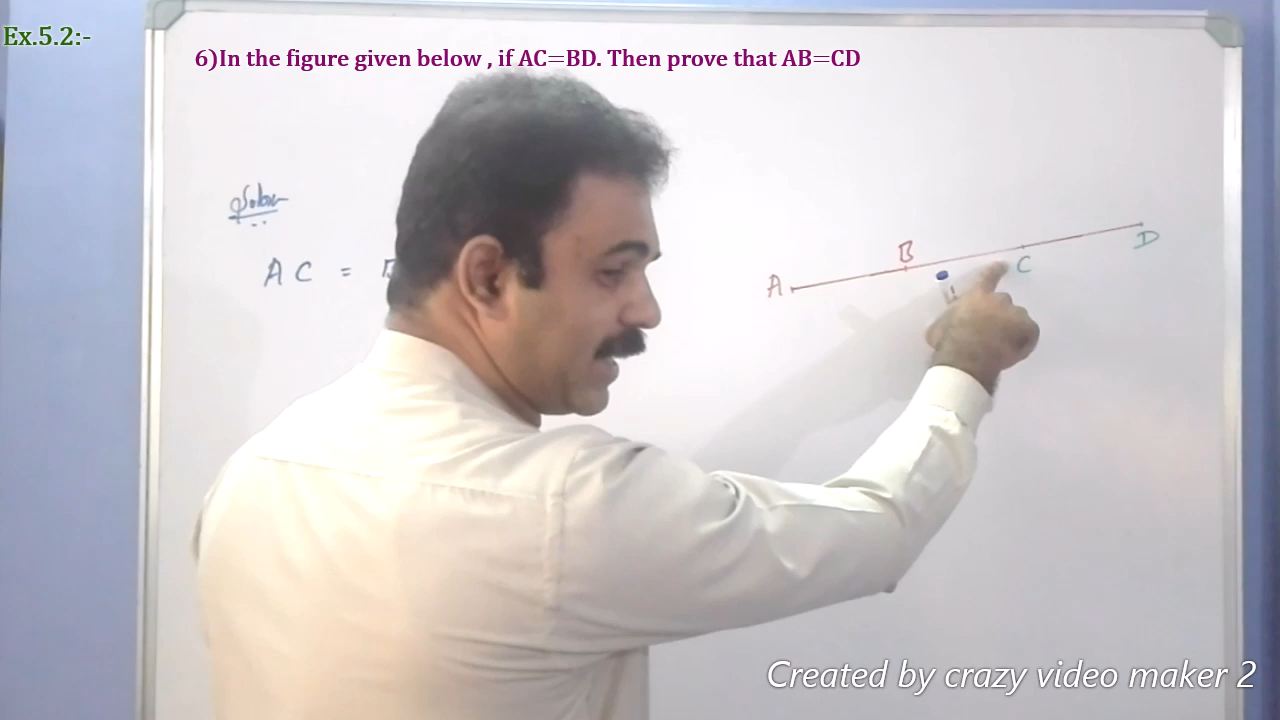 Ex.5.2:-
6)In the figure given below , if AC=BD. Then prove that AB=CD
A C =
A B C D
Created by crazy video maker 2